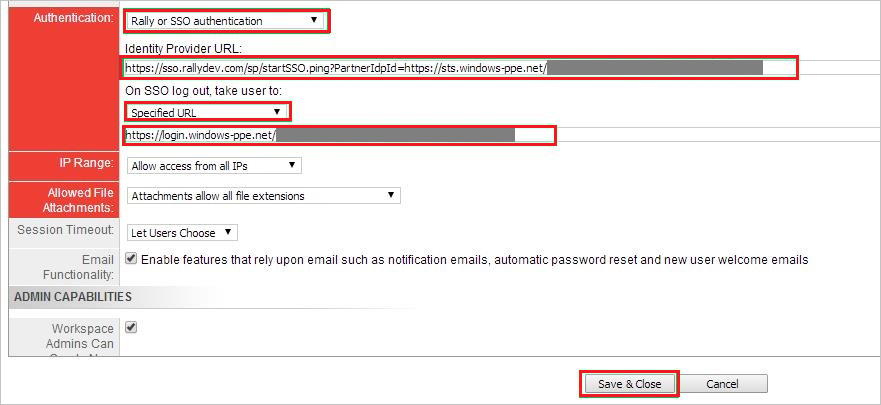 Authentication: Rally or SSO authentication
Identity Provider URL:
https://sso.rallydev.com/sp/startSSO.ping?PartnerIdpId=https://sts.windows-ppe.net/
On SSO log out, take user to:
Specified URL
https://login.windows-ppe.net/
IP Range: Allow access from all IPs
Allowed File
Attachments: Attachments allow all file extensions
Session Timeout: Let Users Choose
Email
Functionality: Enable features that rely upon email such as notification emails, automatic password reset and new user welcome emails
ADMIN CAPABILITIES
Workspace
Admins Can
Save & Close Cancel